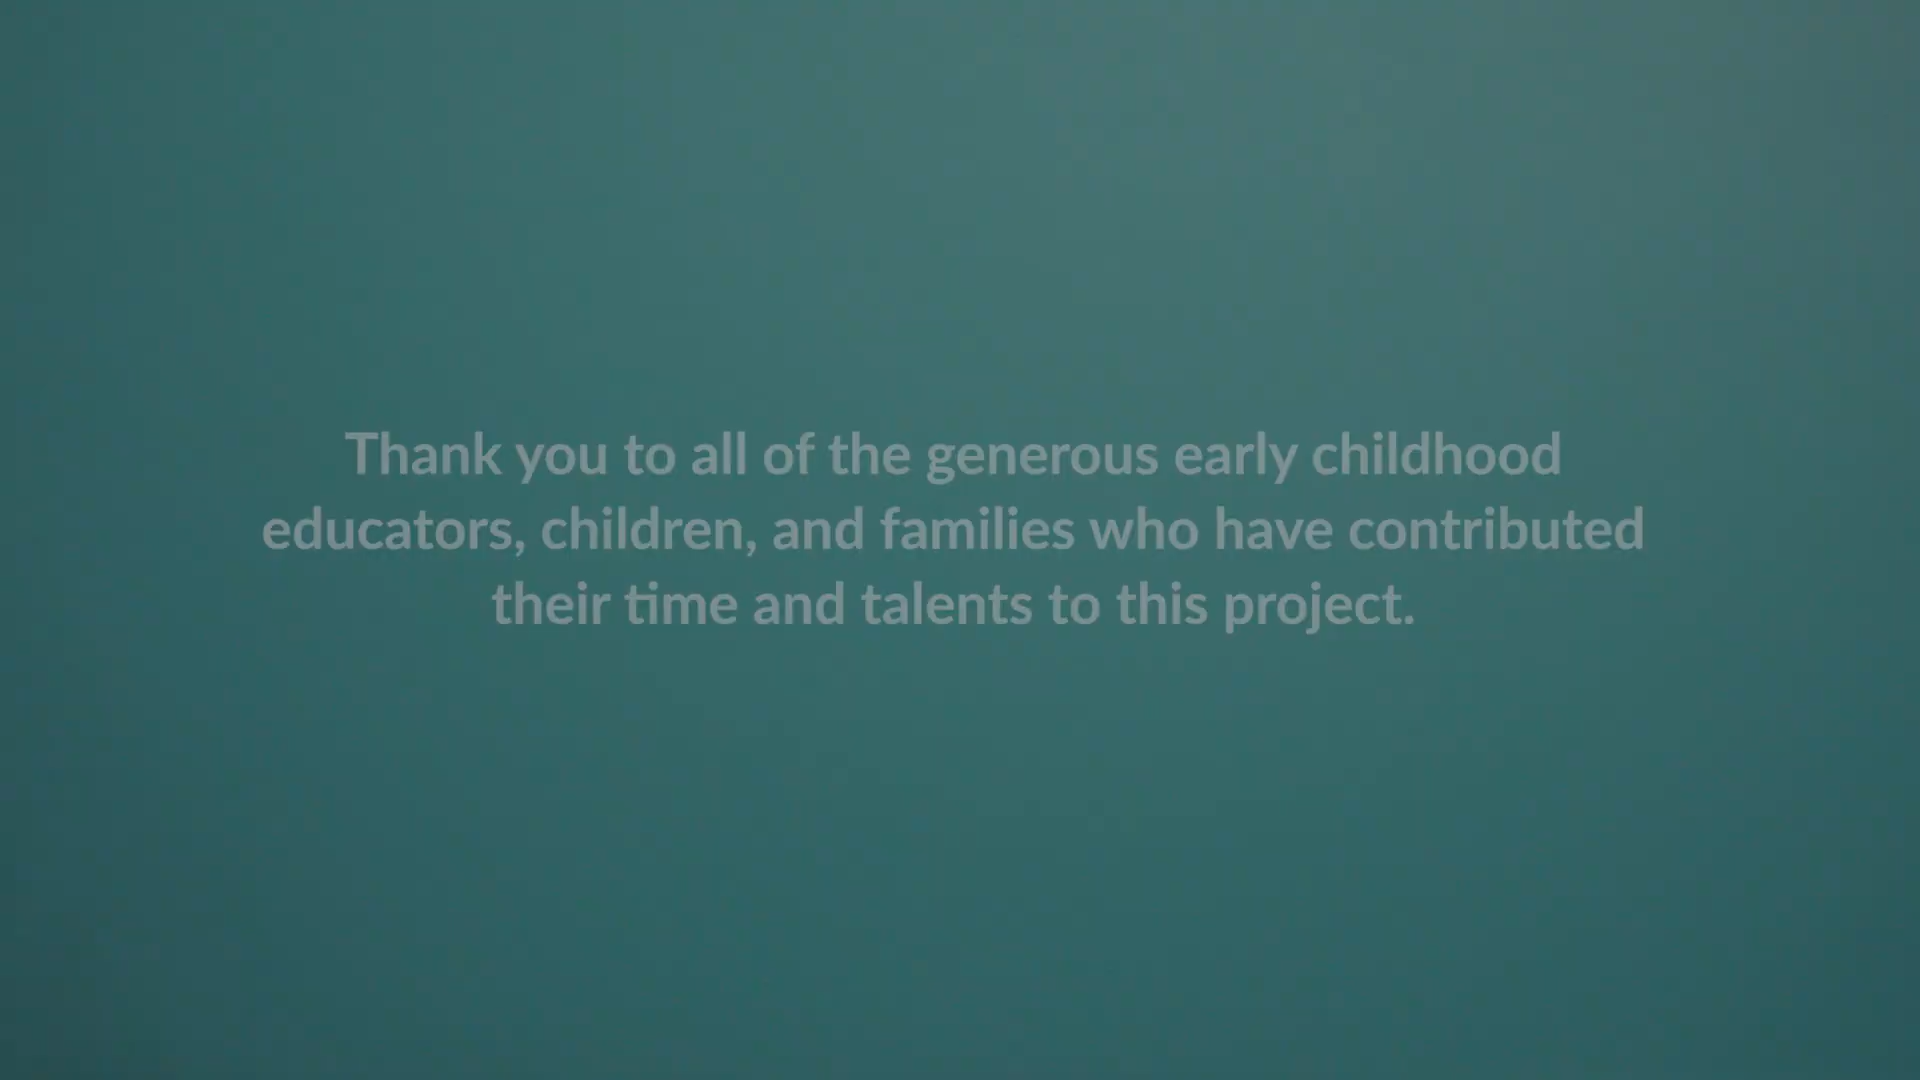 Thank you to all of the generous early childhood
educators, children, and families who have contributed
their time and talents to this project.